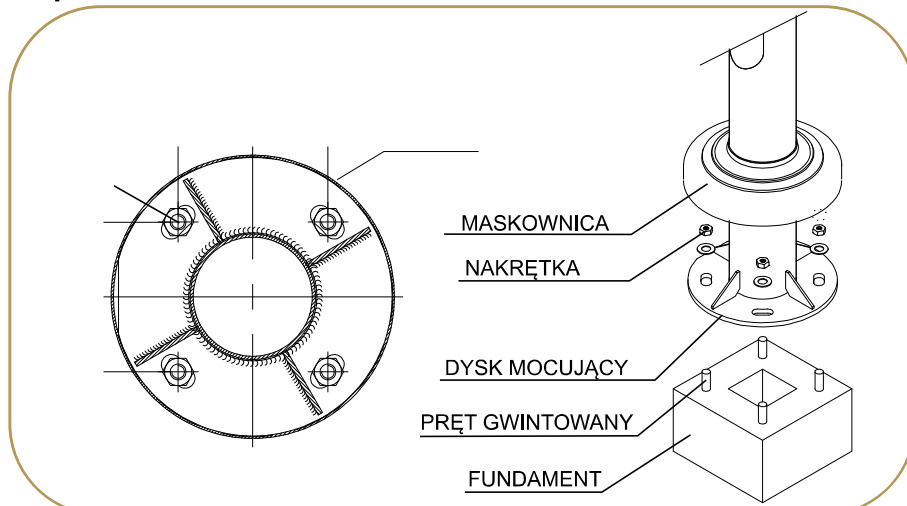 MASKOWNICA
NAKRĘTKA
DYSK MOCUJĄCY
PRĘT GWINTOWANY
FUNDAMENT